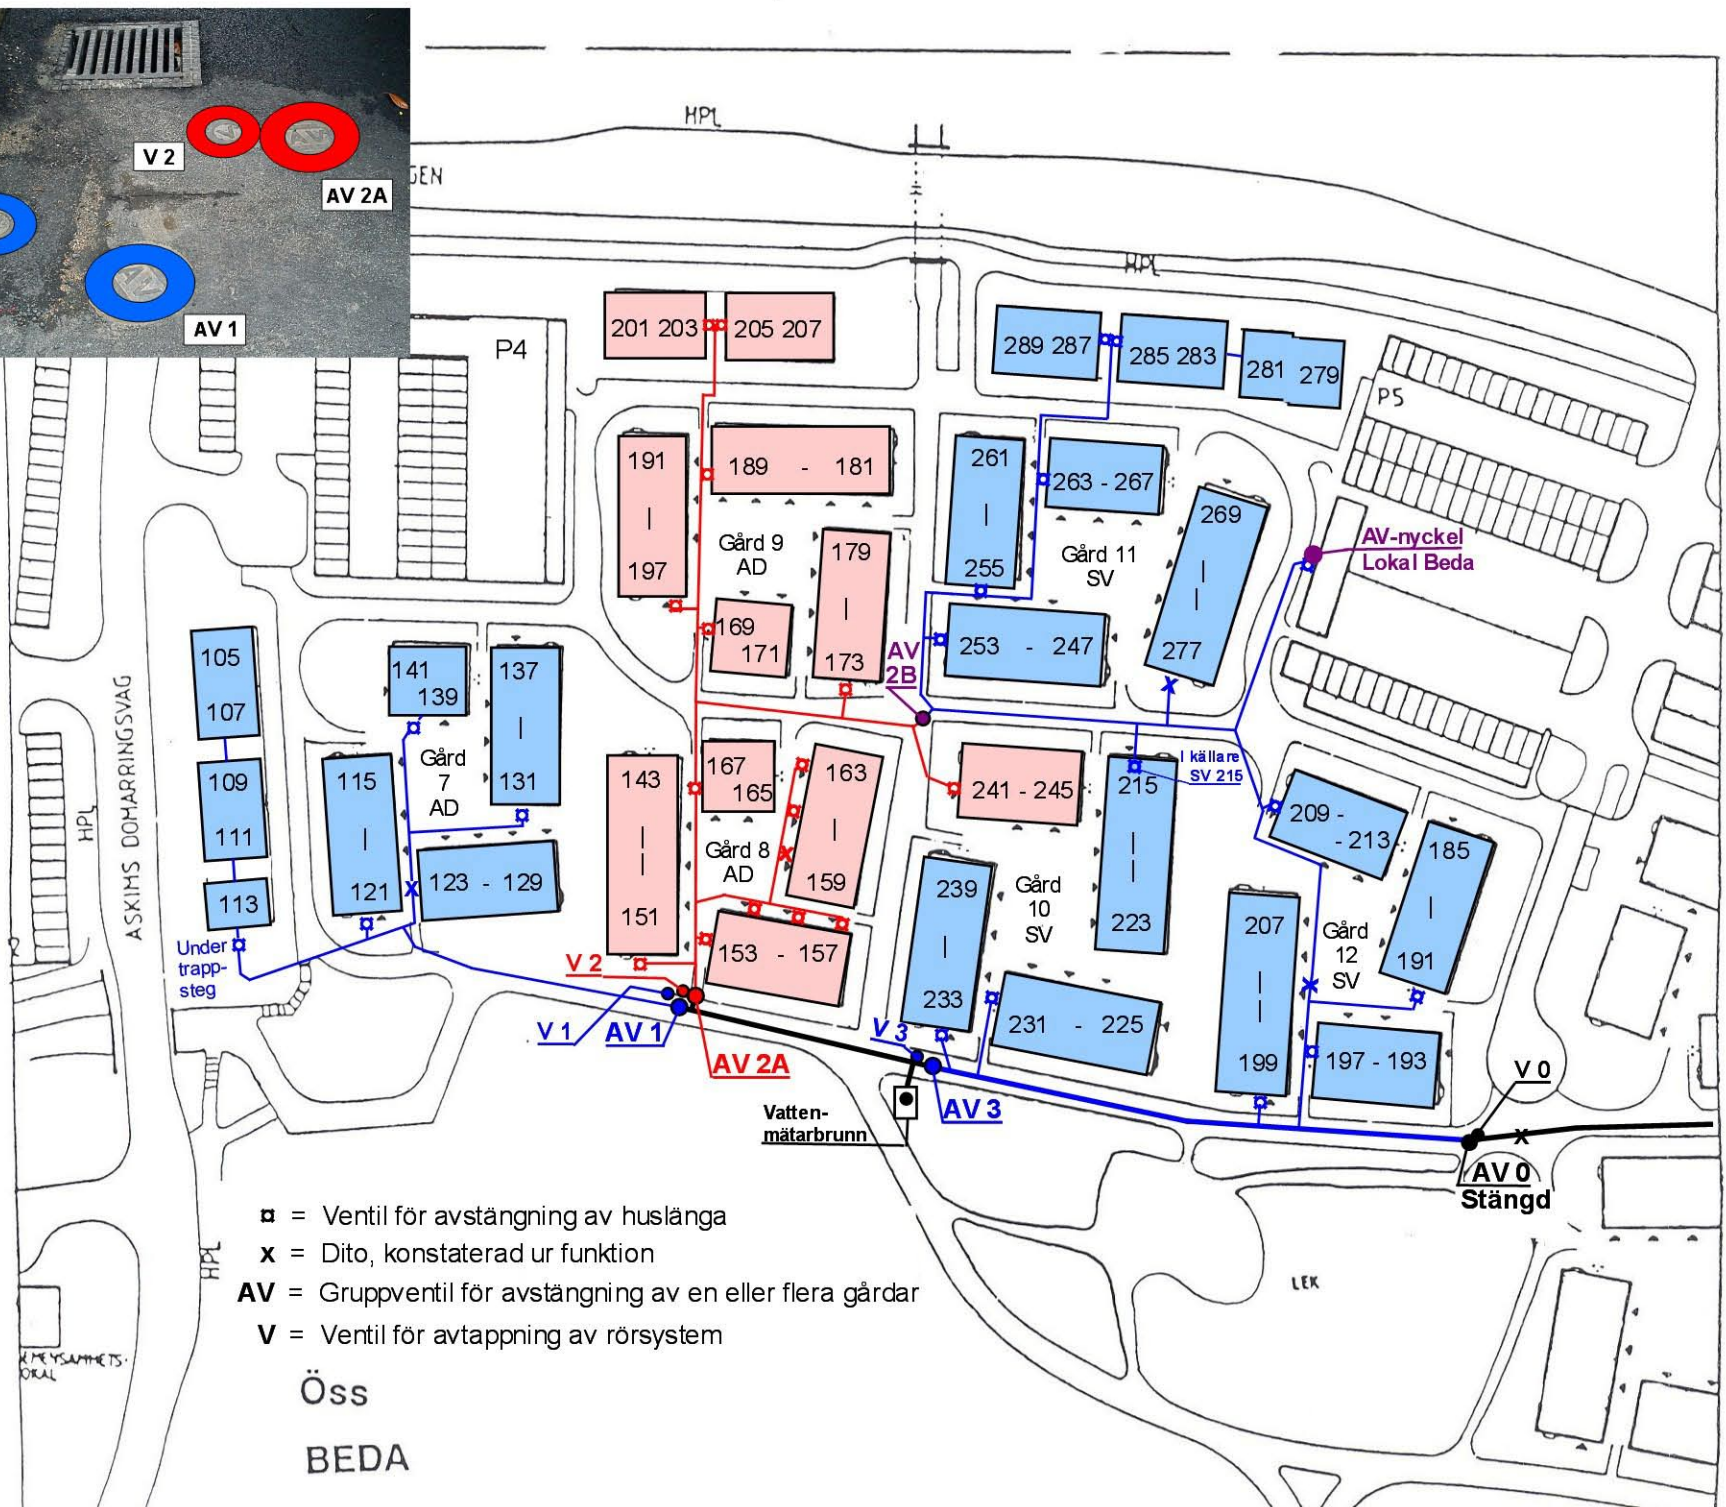 V 2
AV 2A
AV 1
HPL
GEN
HPL
P4
P5
201 203
205 207
289 287
285 283
281 279
191
|
197
189 - 181
Gård 9
AD
179
|
173
169
171
261
|
255
263 - 267
Gård 11
SV
269
|
|
277
253 - 247
AV
2B
AV-nyckel
Lokal Beda
105
107
109
111
113
Under
trapp-
steg
ASKIMS DOMARRINGSVÄG
HPL
HPL
141
139
137
|
131
Gård
7
AD
115
|
121
123 - 129
143
|
|
151
167
165
163
|
159
Gård 8
AD
153 - 157
241 - 245
215
|
|
223
I källare
SV 215
209 -
- 213
185
|
191
239
|
233
Gård
10
SV
231 - 225
207
|
|
199
Gård
12
SV
197 - 193
V 2
V 1
AV 1
AV 2A
V 3
AV 3
Vatten-
mätarbrunn
V 0
x
AV 0
Stängd
¤ = Ventil för avstängning av huslänga
x = Dito, konstaterad ur funktion
AV = Gruppventil för avstängning av en eller flera gårdar
V = Ventil för avtappning av rörsystem
LEK
Öss
BEDA